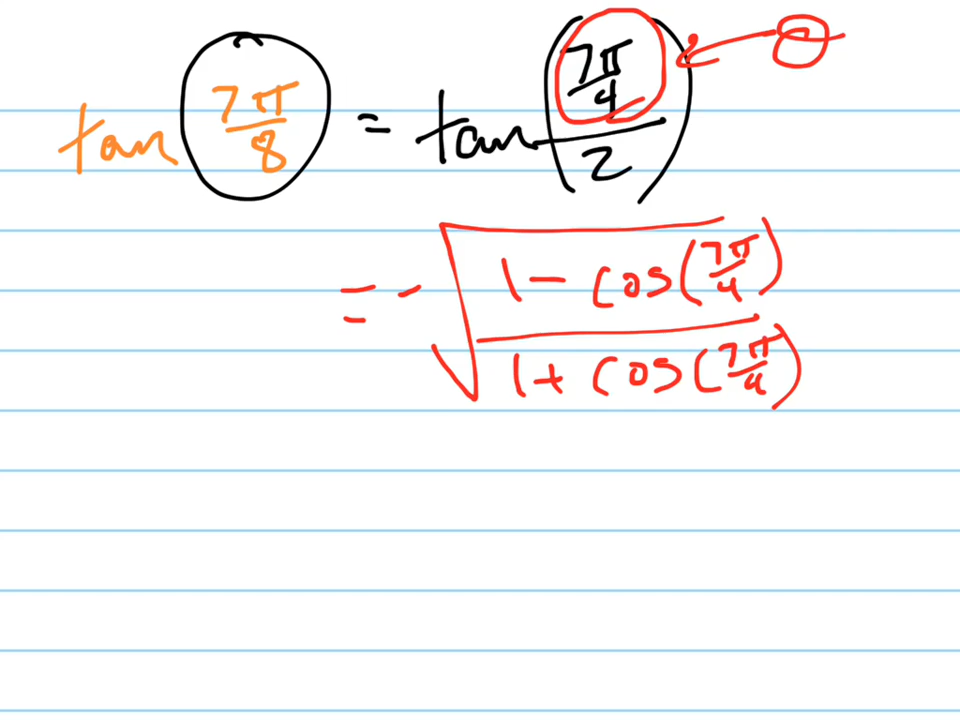 tan 7π/8 = tan((7π/4)/2) θ
= -√((1 - cos(7π/4))/(1 + cos(7π/4)))